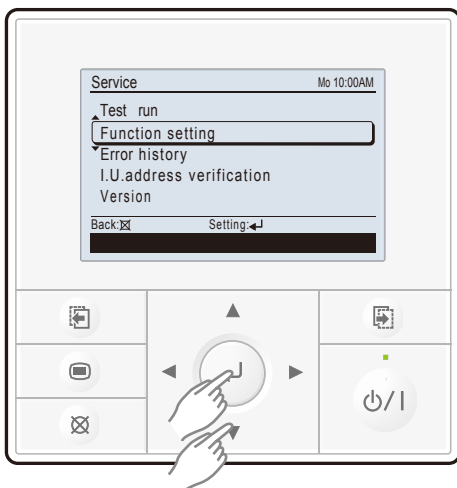 Service Mo 10:00AM
Test run
Function setting
Error history
I.U.address verification
Version
Back: Setting: